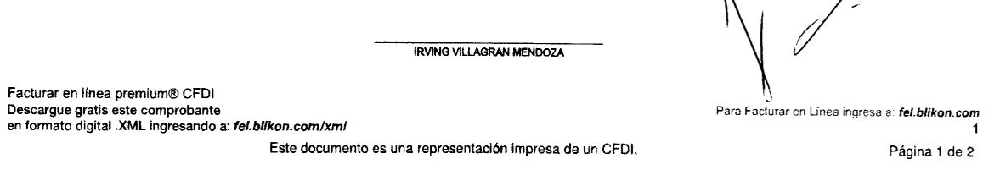 IRVING VILLAGRAN MENDOZA
Facturar en línea premium® CFDI
Descargue gratis este comprobante
en formato digital .XML ingresando a: fel.blikon.com/xml
Para Facturar en Línea ingresa a: fel.blikon.com
1
Este documento es una representación impresa de un CFDI.
Página 1 de 2